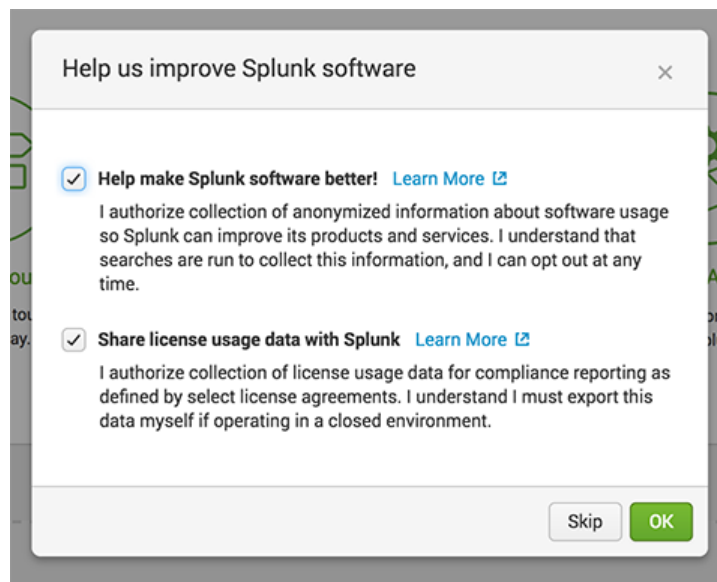 Help us improve Splunk software
Help make Splunk software better! Learn More
I authorize collection of anonymized information about software usage
so Splunk can improve its products and services. I understand that
searches are run to collect this information, and I can opt out at any
time.
Share license usage data with Splunk Learn More
I authorize collection of license usage data for compliance reporting as
defined by select license agreements. I understand I must export this
data myself if operating in a closed environment.
Skip OK